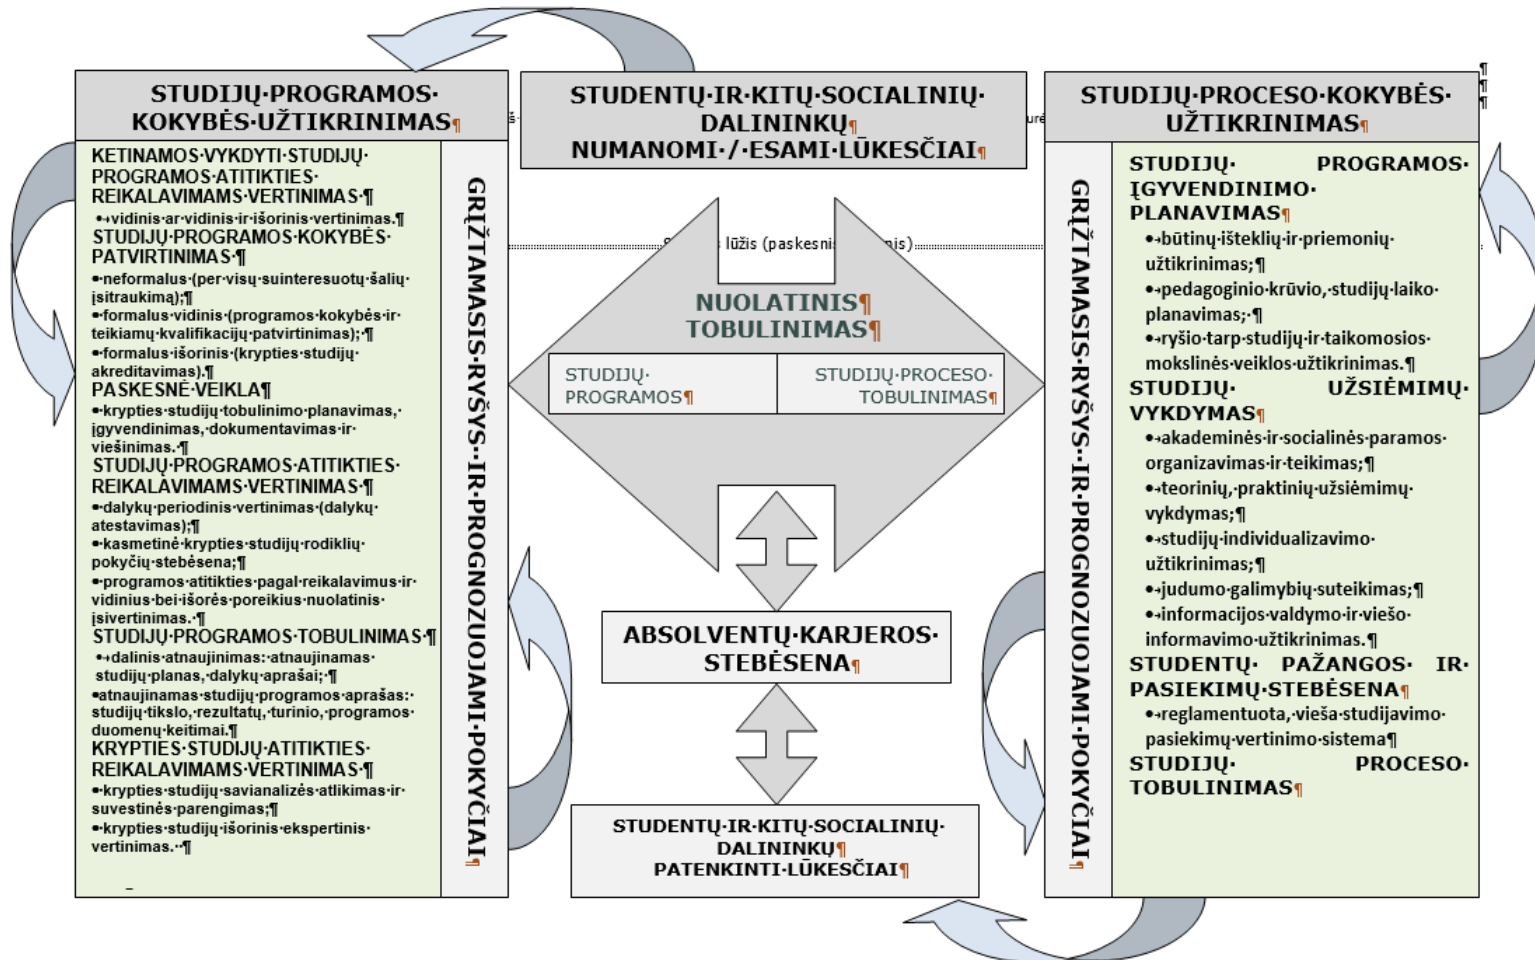 STUDIJŲ·PROGRAMOS·
KOKYBĖS·UŽTIKRINIMAS¶
KETINAMOS·VYKDYTI·STUDIJŲ·
PROGRAMOS·ATITIKTIES·
REIKALAVIMAMS·VERTINIMAS·¶
•→vidinis·ar·vidinis·ir·išorinis·vertinimas.¶
STUDIJŲ·PROGRAMOS·KOKYBĖS·
PATVIRTINIMAS·¶
•neformalus·(per·visų·suinteresuotų·šalių·
įsitraukimą);¶
•formalus·vidinis·(programos·kokybės·ir·
teikiamų·kvalifikacijų·patvirtinimas);·¶
•formalus·išorinis·(krypties·studijų·
akreditavimas).¶
PASKESNĖ·VEIKLA¶
•krypties·studijų·tobulinimo·planavimas,·
įgyvendinimas,·dokumentavimas·ir·
viešinimas.·¶
STUDIJŲ·PROGRAMOS·ATITIKTIES·
REIKALAVIMAMS·VERTINIMAS·¶
•dalykų·periodinis·vertinimas·(dalykų·
atestavimas);¶
•kasmetinė·krypties·studijų·rodiklių·
pokyčių·stebėsena;¶
•programos·atitikties·pagal·reikalavimus·ir·
vidinius·bei·išorės·poreikius·nuolatinis·
įsivertinimas.·¶
STUDIJŲ·PROGRAMOS·TOBULINIMAS·¶
•→dalinis·atnaujinimas:·atnaujinamas·
studijų·planas,·dalykų·aprašai;·¶
•atnaujinamas·studijų·programos·aprašas:·
studijų·tikslo,·rezultatų,·turinio,·programos·
duomenų·keitimai.¶
KRYPTIES·STUDIJŲ·ATITIKTIES·
REIKALAVIMAMS·VERTINIMAS·¶
•krypties·studijų·savianalizės·atlikimas·ir·
suvestinės·parengimas;¶
•krypties·studijų·išorinis·ekspertinis·
vertinimas.··¶
GRĮŽTAMASIS·RYŠYS··IR·PROGNOZUOJAMI·POKYČIAI¶
STUDENTŲ·IR·KITŲ·SOCIALINIŲ·
DALININKŲ¶
NUMANOMI·/·ESAMI·LŪKESČIAI¶
lūžis (paskesnis
NUOLATINIS¶
TOBULINIMAS¶
STUDIJŲ·
PROGRAMOS¶
STUDIJŲ·PROCESO·
TOBULINIMAS¶
ABSOLVENTŲ·KARJEROS·
STEBĖSENA¶
STUDENTŲ·IR·KITŲ·SOCIALINIŲ·
DALININKŲ¶
PATENKINTI·LŪKESČIAI¶
STUDIJŲ·PROCESO·KOKYBĖS·
UŽTIKRINIMAS¶
¶
¶
¶
GRĮŽTAMASIS·RYŠYS··IR·PROGNOZUOJAMI·POKYČIAI¶
STUDIJŲ· PROGRAMOS·
ĮGYVENDINIMO·
PLANAVIMAS¶
•→būtinų·išteklių·ir·priemonių·
užtikrinimas;¶
•→pedagoginio·krūvio,·studijų·laiko·
planavimas;·¶
•→ryšio·tarp·studijų·ir·taikomosios·
mokslinės·veiklos·užtikrinimas.¶
STUDIJŲ· UŽSIĖMIMŲ·
VYKDYMAS¶
•→akademinės·ir·socialinės·paramos·
organizavimas·ir·teikimas;¶
•→teorinių,·praktinių·užsiėmimų·
vykdymas;¶
•→studijų·individualizavimo·
užtikrinimas;¶
•→judumo·galimybių·suteikimas;¶
•→informacijos·valdymo·ir·viešo·
informavimo·užtikrinimas.¶
STUDENTŲ· PAŽANGOS· IR·
PASIEKIMŲ·STEBĖSENA¶
•→reglamentuota,·vieša·studijavimo·
pasiekimų·vertinimo·sistema¶
STUDIJŲ· PROCESO·
TOBULINIMAS¶